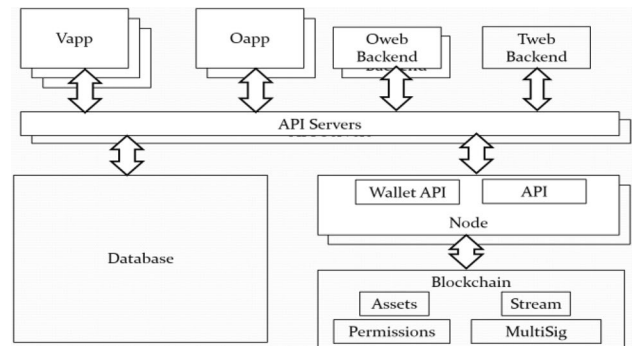 Vapp
Oapp
Oweb
Backend
Tweb
Backend
API Servers
Wallet API
API
Node
Database
Blockchain
Assets
Stream
Permissions
MultiSig